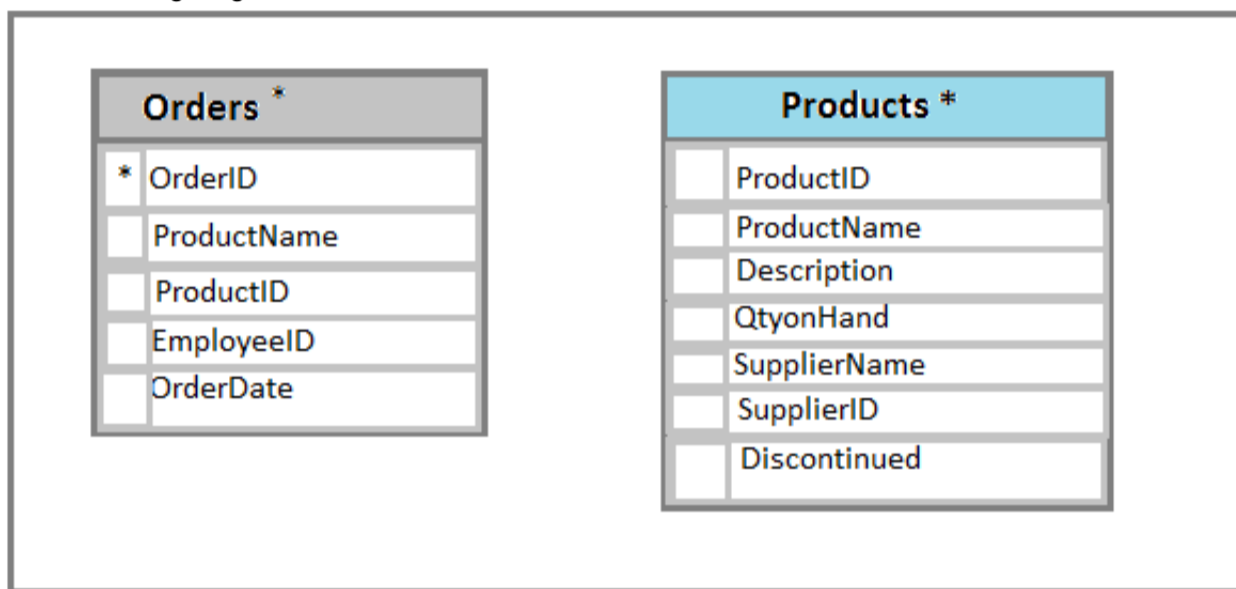 Orders *
* OrderID
ProductName
ProductID
EmployeeID
OrderDate
Products *
ProductID
ProductName
Description
QtyonHand
SupplierName
SupplierID
Discontinued